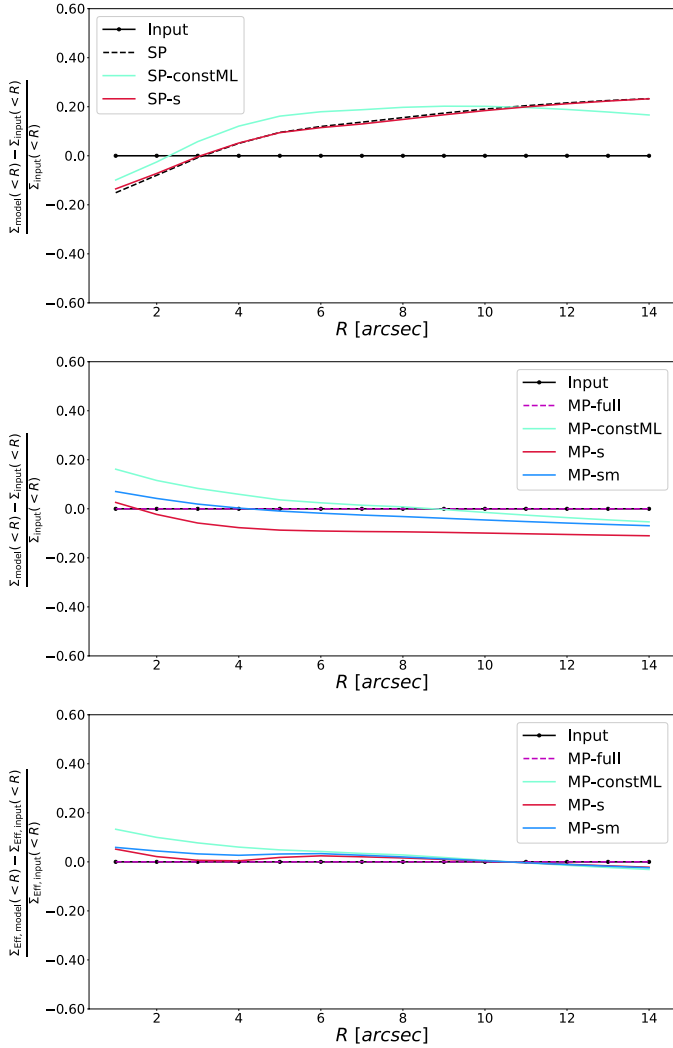 0.60
0.40
0.20
0.0
−0.20
−0.40
−0.60
Σmodel(<R) − Σinput(<R)
Σinput(<R)
Input
SP
SP-constML
SP-s
2 4 6 8 10 12 14
R [arcsec]
0.60
0.40
0.20
0.0
−0.20
−0.40
−0.60
Σmodel(<R) − Σinput(<R)
Σinput(<R)
Input
MP-full
MP-constML
MP-s
MP-sm
2 4 6 8 10 12 14
R [arcsec]
0.60
0.40
0.20
0.0
−0.20
−0.40
−0.60
ΣEff, model(<R) − ΣEff, input(<R)
ΣEff, input(<R)
Input
MP-full
MP-constML
MP-s
MP-sm
2 4 6 8 10 12 14
R [arcsec]